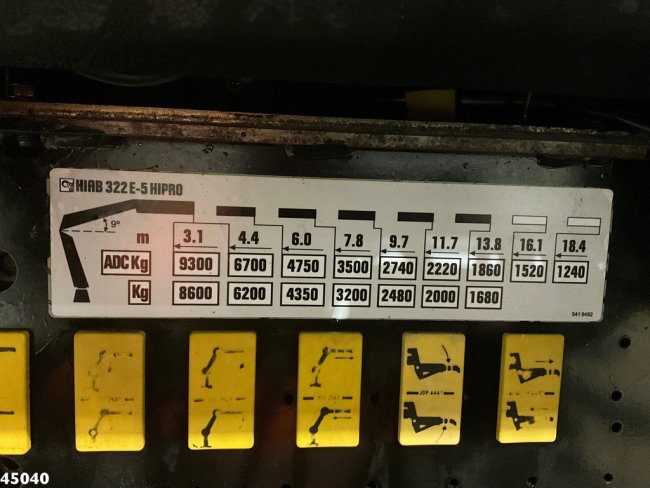 HIAB 322 E-5 HIPRO
9°
m 3.1 4.4 6.0 7.8 9.7 11.7 13.8 16.1 18.4
ADC Kg 9300 6700 4750 3500 2740 2220 1860 1520 1240
Kg 8600 6200 4350 3200 2480 2000 1680
541 9492
45040